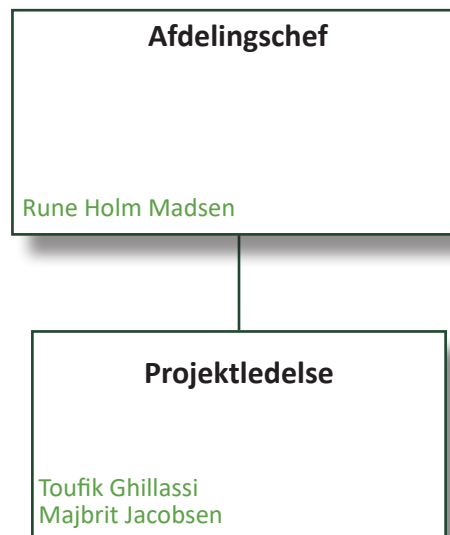 Afdelingschef
Rune Holm Madsen
Projektledelse
Toufik Ghillassi
Majbrit Jacobsen